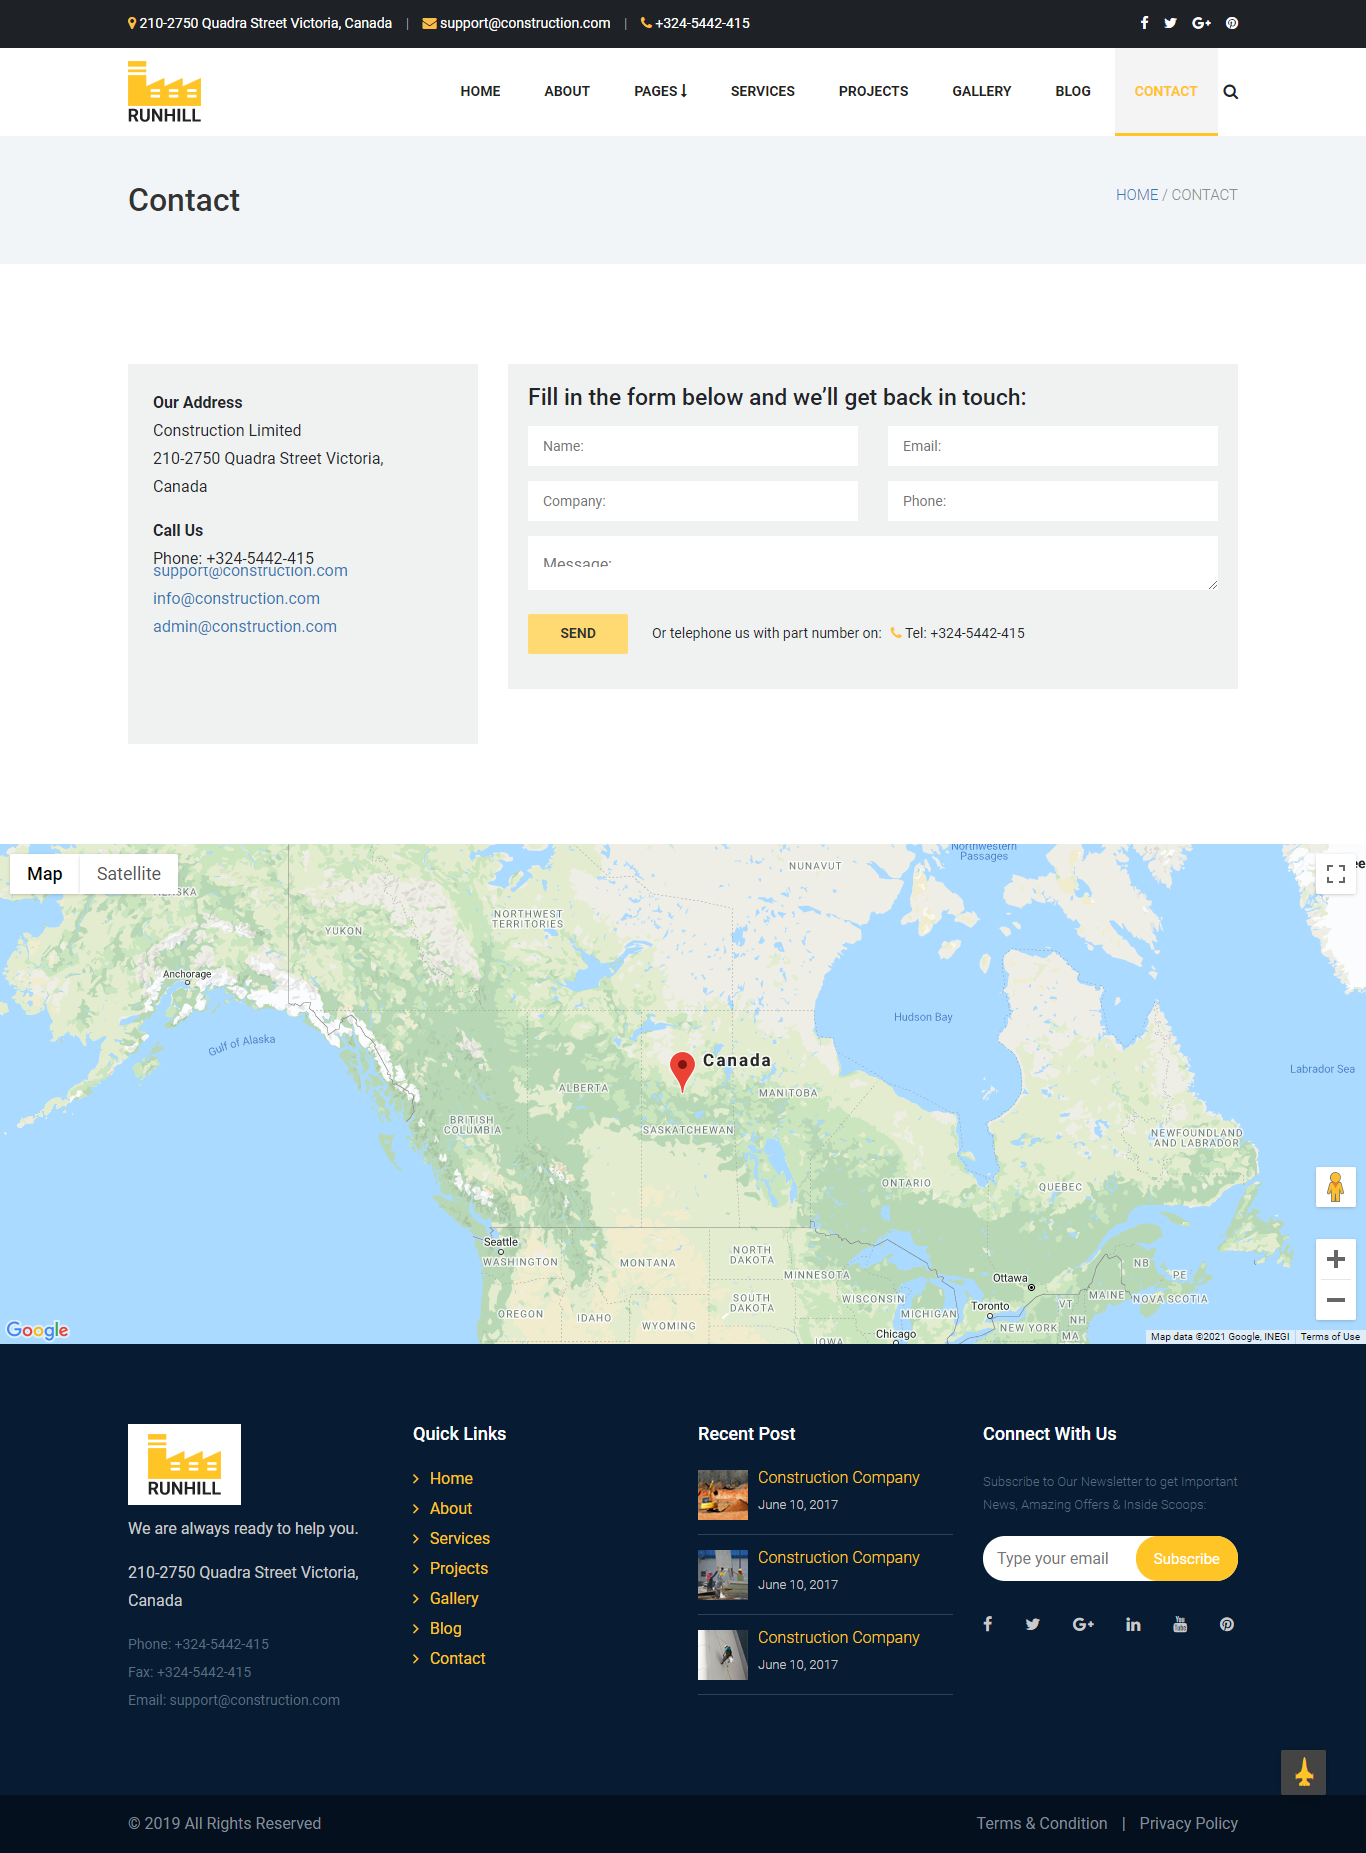 210-2750 Quadra Street Victoria, Canada | support@construction.com | +324-5442-415
RUNHILL
HOME ABOUT PAGES SERVICES PROJECTS GALLERY BLOG CONTACT
Contact
HOME / CONTACT
Our Address
Construction Limited
210-2750 Quadra Street Victoria,
Canada
Call Us
Phone: +324-5442-415
support@construction.com
info@construction.com
admin@construction.com
Fill in the form below and we’ll get back in touch:
Name:
Email:
Company:
Phone:
Message:
SEND
Or telephone us with part number on: Tel: +324-5442-415
Map Satellite
Northwestern
Passages
NUNAVUT
ALASKA
NORTHWEST
TERRITORIES
YUKON
Anchorage
Hudson Bay
Gulf of Alaska
Canada
Labrador Sea
ALBERTA
MANITOBA
BRITISH
COLUMBIA
SASKATCHEWAN
NEWFOUNDLAND
AND LABRADOR
ONTARIO
QUEBEC
Seattle
WASHINGTON
MONTANA
NORTH
DAKOTA
MINNESOTA
NB
PE
Ottawa
SOUTH
DAKOTA
WISCONSIN
MICHIGAN
Toronto
VT
MAINE
NOVA SCOTIA
OREGON
IDAHO
WYOMING
NEW YORK
NH
MA
IOWA
Chicago
Google
Map data ©2021 Google, INEGI Terms of Use
RUNHILL
We are always ready to help you.
210-2750 Quadra Street Victoria,
Canada
Phone: +324-5442-415
Fax: +324-5442-415
Email: support@construction.com
Quick Links
Home
About
Services
Projects
Gallery
Blog
Contact
Recent Post
Construction Company
June 10, 2017
Construction Company
June 10, 2017
Construction Company
June 10, 2017
Connect With Us
Subscribe to Our Newsletter to get Important
News, Amazing Offers & Inside Scoops:
Type your email
Subscribe
© 2019 All Rights Reserved
Terms & Condition | Privacy Policy